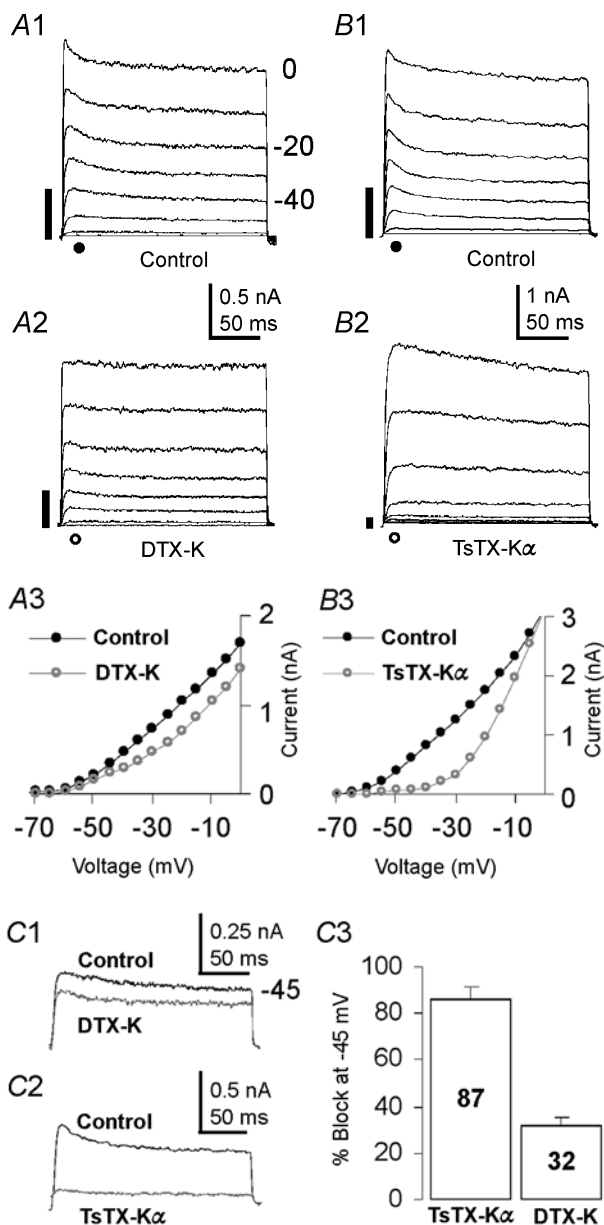 A1
B1
0
-20
-40
Control
Control
0.5 nA
50 ms
1 nA
50 ms
A2
B2
DTX-K
TsTX-Kα
A3
B3
Control
DTX-K
2
1
0
Current (nA)
-70
-50
-30
-10
Voltage (mV)
Control
TsTX-Kα
3
2
1
0
Current (nA)
-70
-50
-30
-10
Voltage (mV)
C1
Control
DTX-K
0.25 nA
50 ms
-45
C2
Control
TsTX-Kα
0.5 nA
50 ms
C3
% Block at -45 mV
100
80
60
40
20
0
87
32
TsTX-Kα
DTX-K